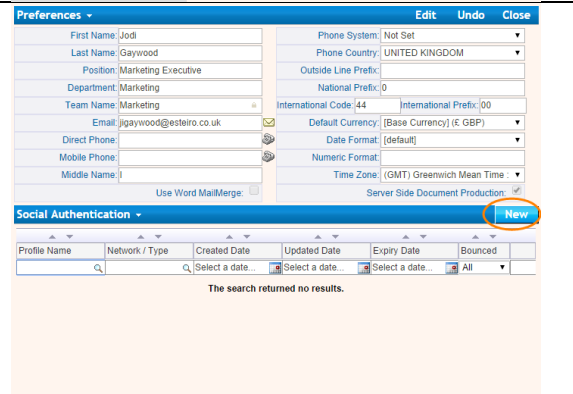 Preferences Edit Undo Close
First Name: Jodi Phone System: Not Set
Last Name: Gaywood Phone Country: UNITED KINGDOM
Position: Marketing Executive Outside Line Prefix:
Department: Marketing National Prefix: 0
Team Name: Marketing International Code: 44 International Prefix: 00
Email: jigaywood@esteiro.co.uk Default Currency: [Base Currency] (£ GBP)
Direct Phone: Date Format: [default]
Mobile Phone: Numeric Format:
Middle Name: I Time Zone: (GMT) Greenwich Mean Time :
Use Word MailMerge: Server Side Document Production:
Social Authentication New
Profile Name Network / Type Created Date Updated Date Expiry Date Bounced
Select a date... Select a date... Select a date... All
The search returned no results.